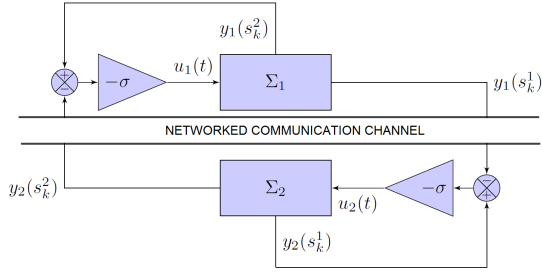 y₁(s²ₖ)
+
−
−σ
u₁(t)
Σ₁
y₁(s¹ₖ)
NETWORKED COMMUNICATION CHANNEL
y₂(s²ₖ)
Σ₂
u₂(t)
−σ
−
+
y₂(s¹ₖ)